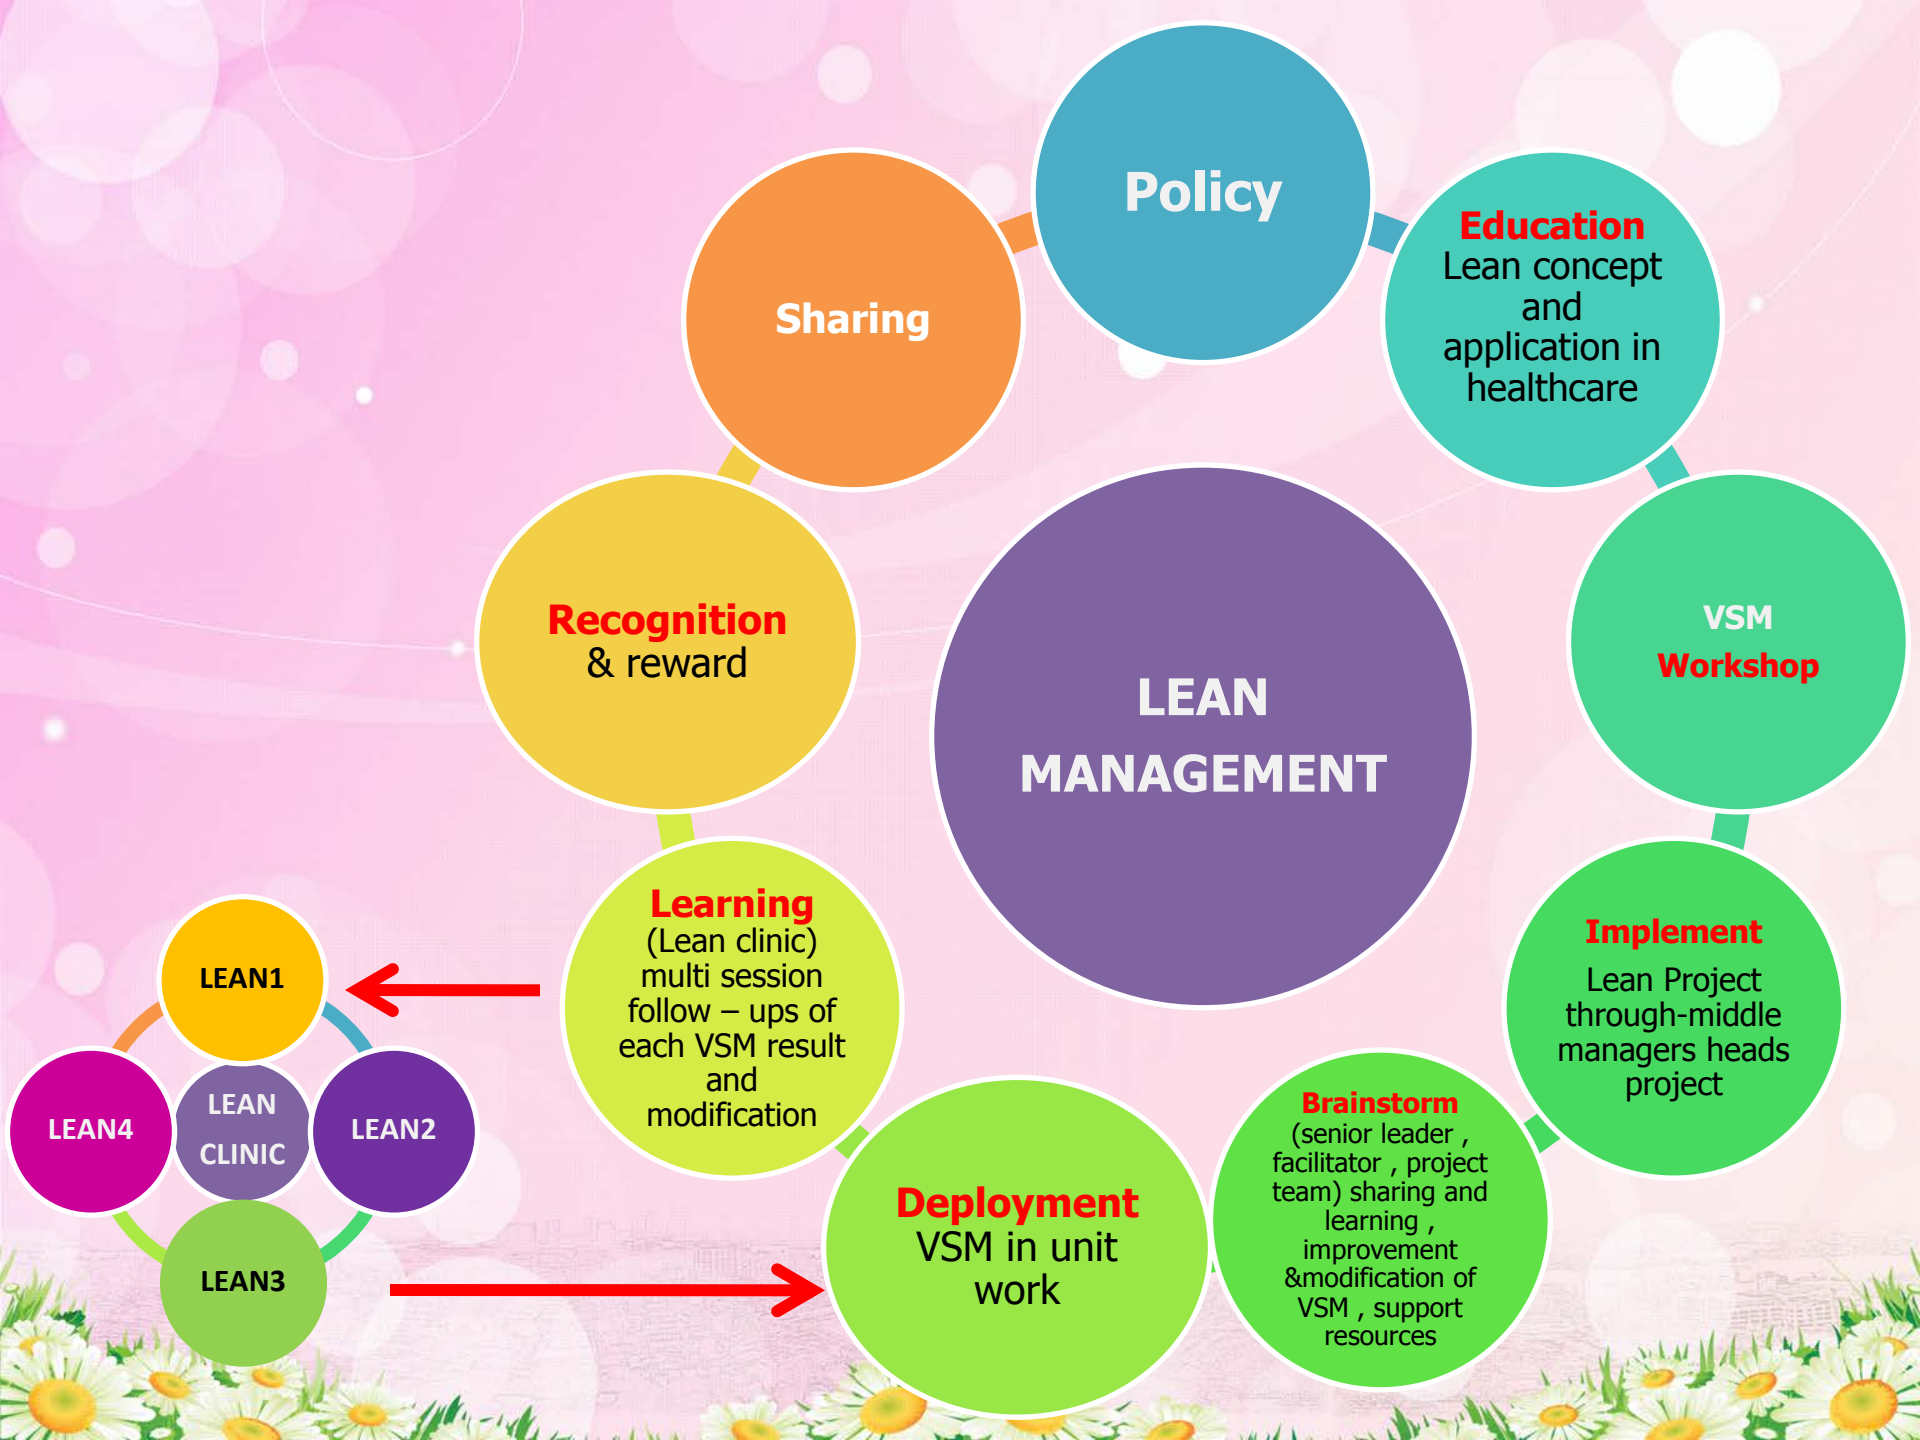 Policy
Education
Lean concept
and
application in
healthcare
VSM
Workshop
Implement
Lean Project
through-middle
managers heads
project
Brainstorm
(senior leader ,
facilitator , project
team) sharing and
learning ,
improvement
&modification of
VSM , support
resources
Deployment
VSM in unit
work
Learning
(Lean clinic)
multi session
follow – ups of
each VSM result
and
modification
Recognition
& reward
Sharing
LEAN
MANAGEMENT
LEAN1
LEAN2
LEAN3
LEAN4
LEAN
CLINIC